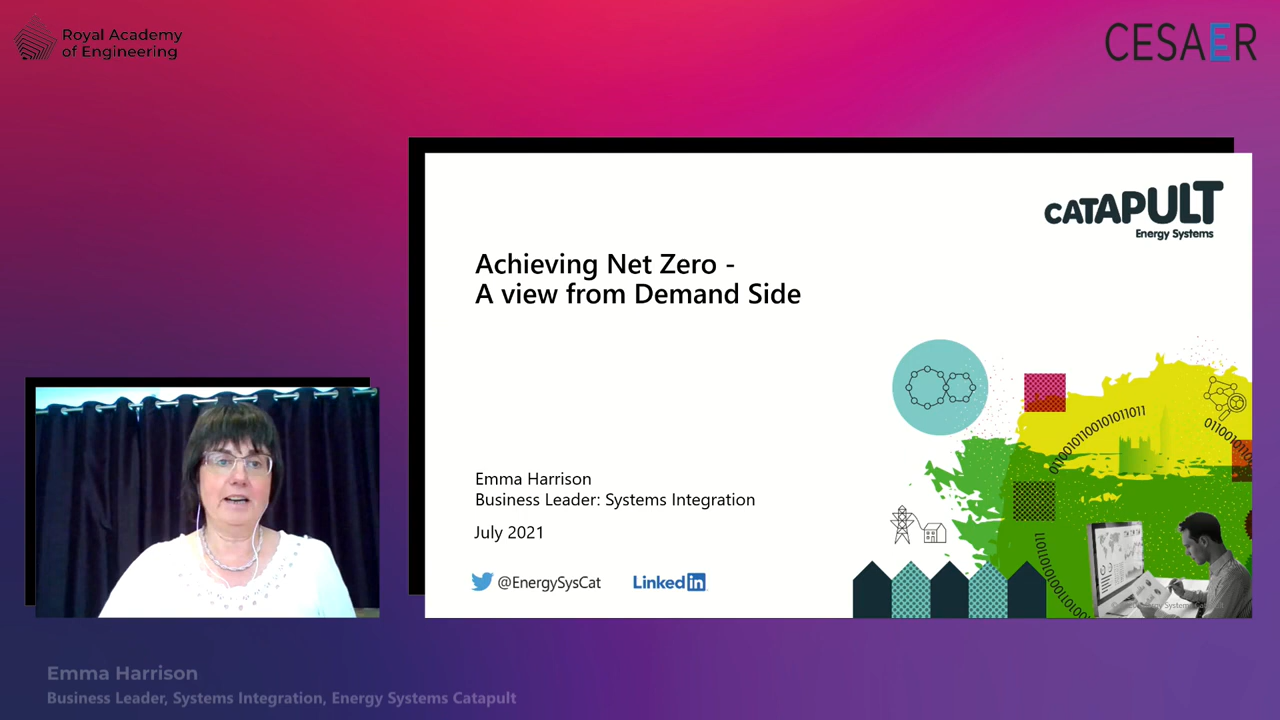 Royal Academy
of Engineering
CESAER
CATAPULT
Energy Systems
Achieving Net Zero -
A view from Demand Side
Emma Harrison
Business Leader: Systems Integration
July 2021
@EnergySysCat
Linkedin
Emma Harrison
Business Leader, Systems Integration, Energy Systems Catapult